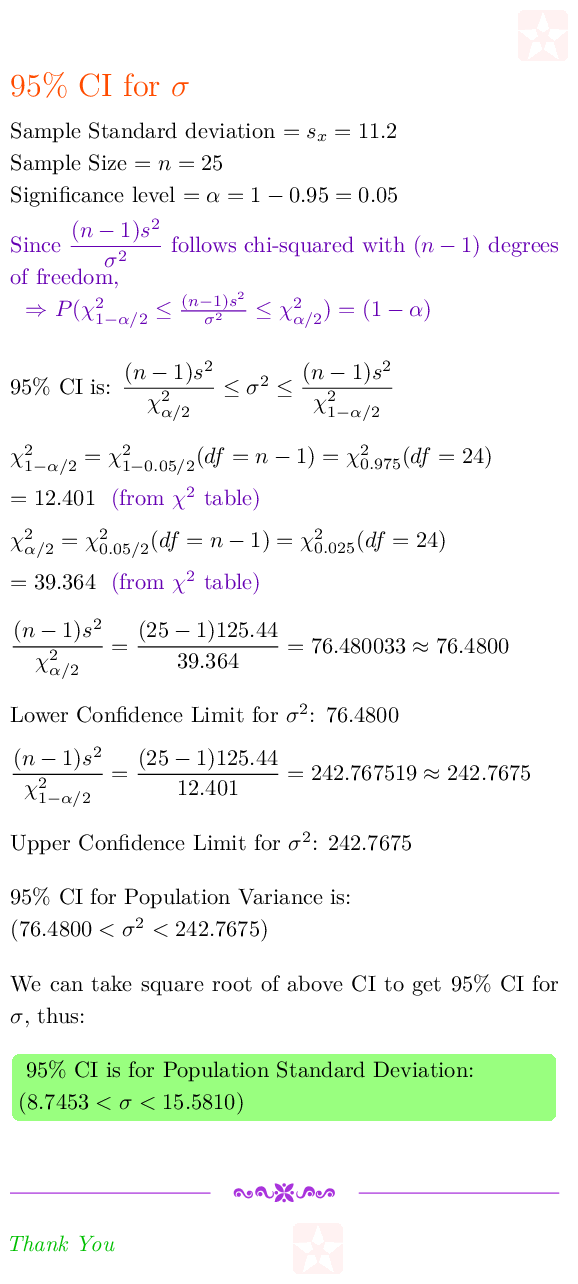 95% CI for σ
Sample Standard deviation = sₓ = 11.2
Sample Size = n = 25
Significance level = α = 1 − 0.95 = 0.05
Since \frac{(n − 1)s²}{σ²} follows chi-squared with (n − 1) degrees
of freedom,
⇒ P(χ²_{1−α/2} ≤ \frac{(n−1)s²}{σ²} ≤ χ²_{α/2}) = (1 − α)
95% CI is: \frac{(n − 1)s²}{χ²_{α/2}} ≤ σ² ≤ \frac{(n − 1)s²}{χ²_{1−α/2}}
χ²_{1−α/2} = χ²_{1−0.05/2}(df = n − 1) = χ²_{0.975}(df = 24)
= 12.401 (from χ² table)
χ²_{α/2} = χ²_{0.05/2}(df = n − 1) = χ²_{0.025}(df = 24)
= 39.364 (from χ² table)
\frac{(n − 1)s²}{χ²_{α/2}} = \frac{(25 − 1)125.44}{39.364} = 76.480033 ≈ 76.4800
Lower Confidence Limit for σ²: 76.4800
\frac{(n − 1)s²}{χ²_{1−α/2}} = \frac{(25 − 1)125.44}{12.401} = 242.767519 ≈ 242.7675
Upper Confidence Limit for σ²: 242.7675
95% CI for Population Variance is:
(76.4800 < σ² < 242.7675)
We can take square root of above CI to get 95% CI for
σ, thus:
95% CI is for Population Standard Deviation:
(8.7453 < σ < 15.5810)
Thank You